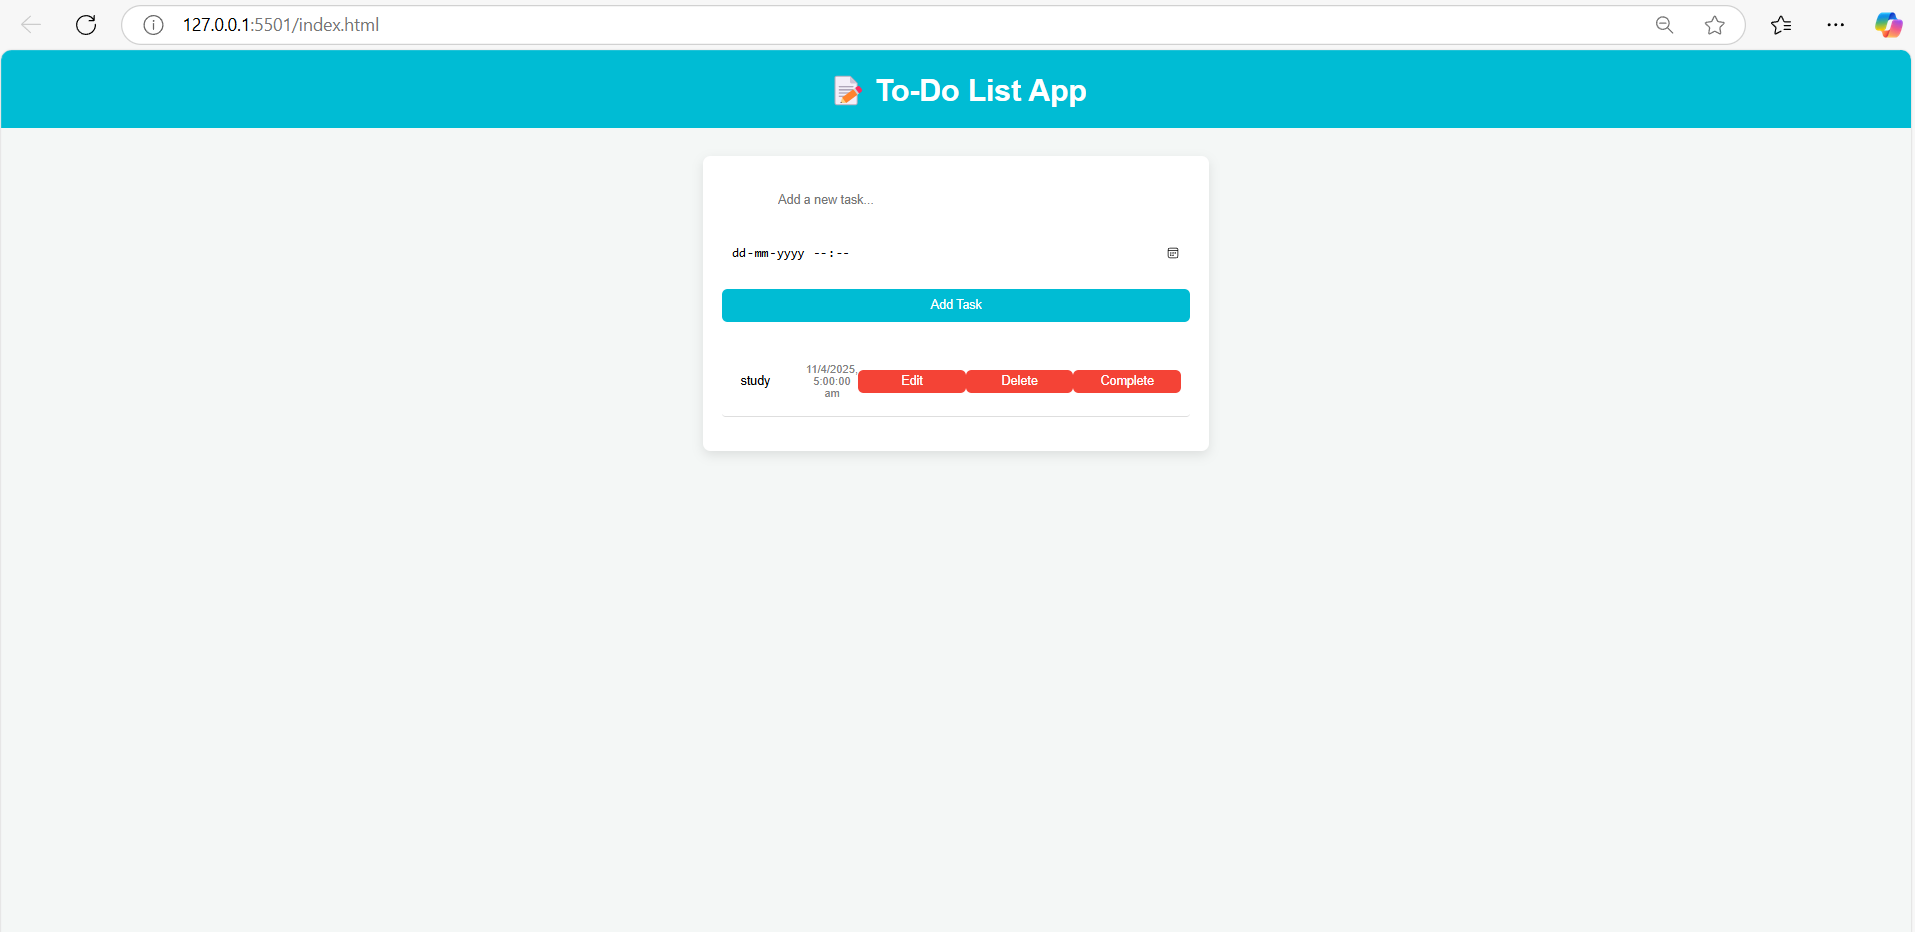 127.0.0.1:5501/index.html
To-Do List App
Add a new task...
dd-mm-yyyy --:--
Add Task
study
11/4/2025,
5:00:00
am
Edit
Delete
Complete